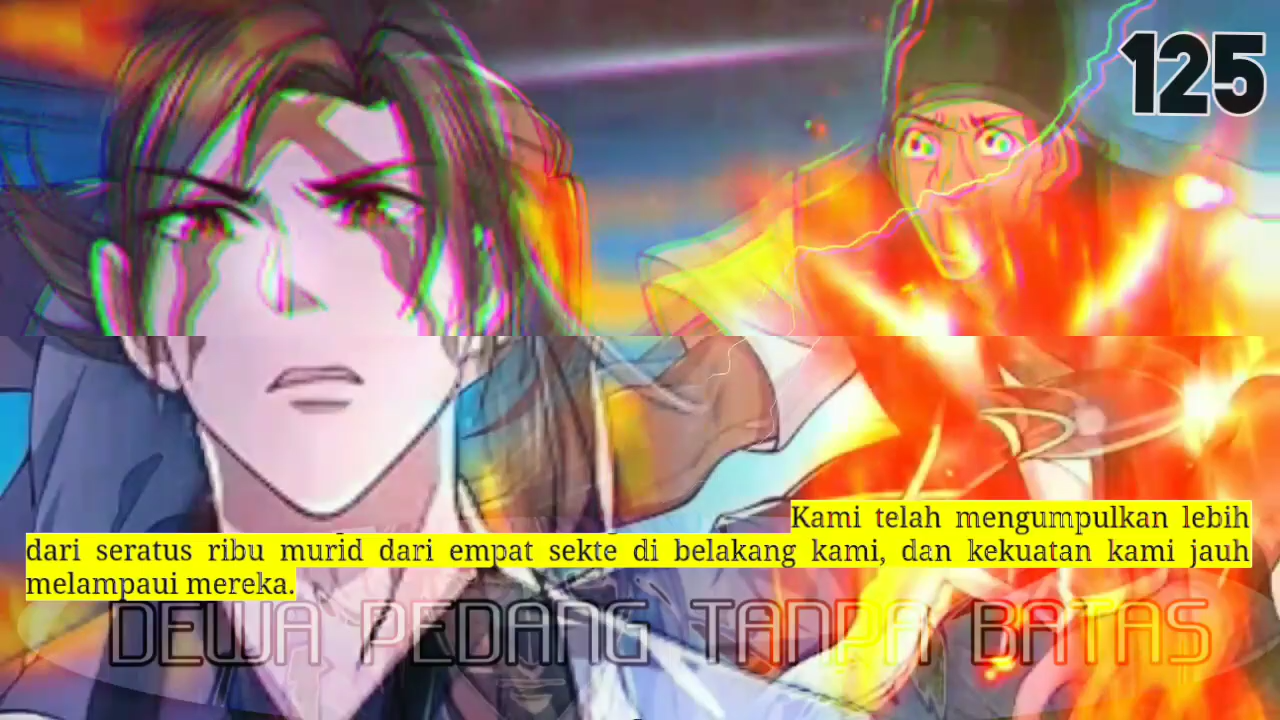 125
Kami telah mengumpulkan lebih
dari seratus ribu murid dari empat sekte di belakang kami, dan kekuatan kami jauh
melampaui mereka.
DEWA PEDANG TANPA BATAS